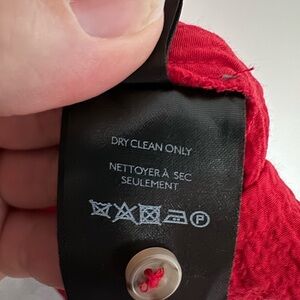 DRY CLEAN ONLY
NETTOYER À SEC
SEULEMENT
P